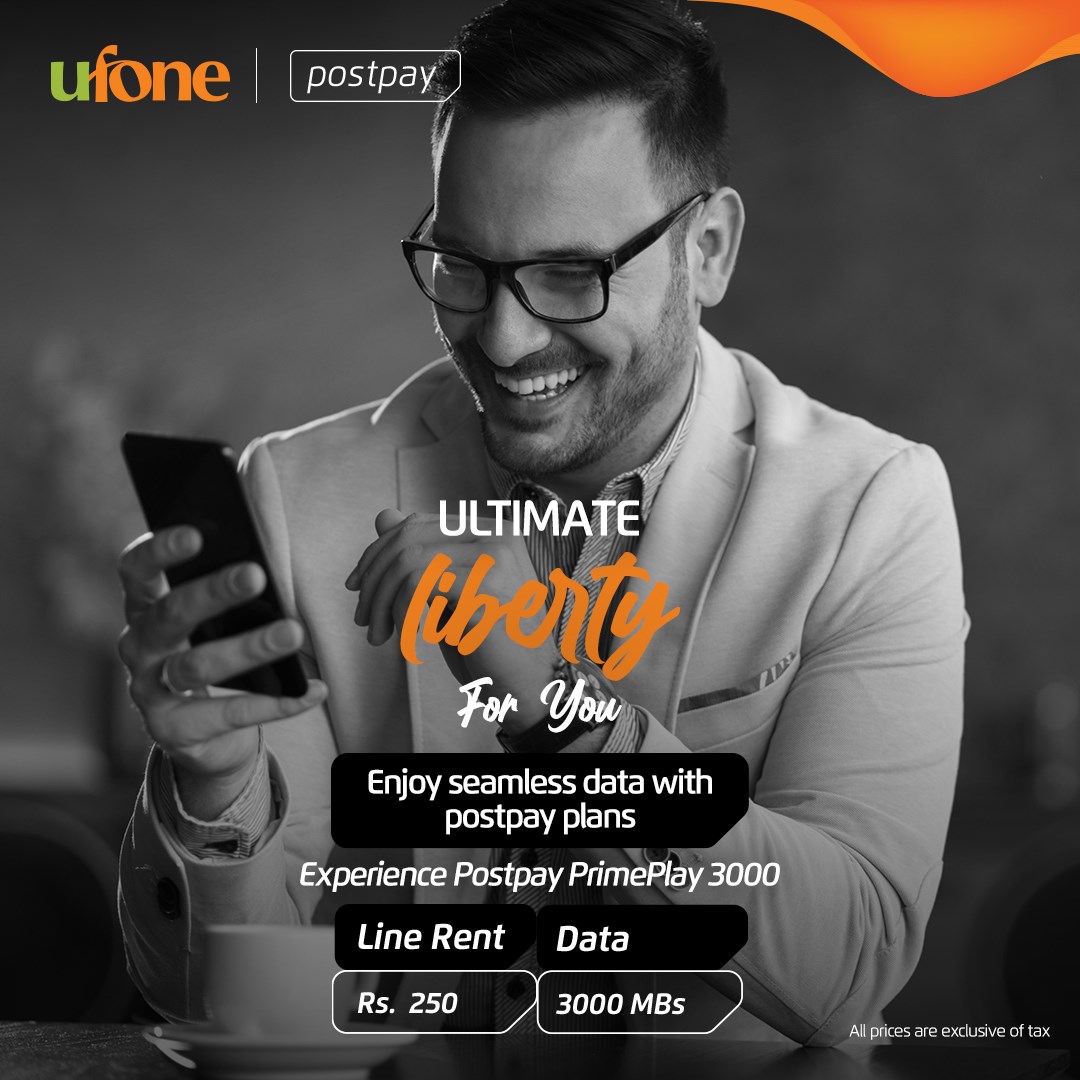 ufone
postpay
ULTIMATE
liberty
For You
Enjoy seamless data with
postpay plans
Experience Postpay PrimePlay 3000
Line Rent
Data
Rs. 250
3000 MBs
All prices are exclusive of tax